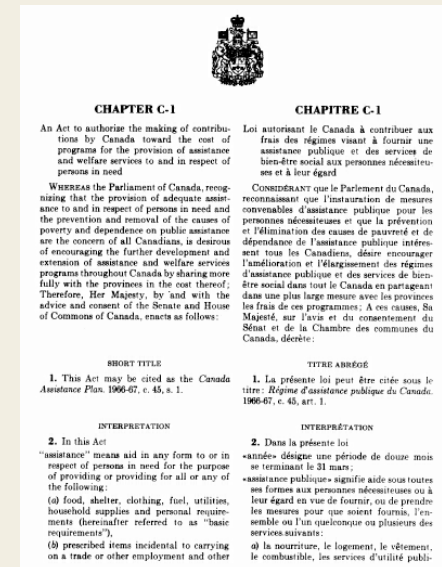 CHAPTER C-1
An Act to authorize the making of contribu-
tions by Canada toward the cost of
programs for the provision of assistance
and welfare services to and in respect of
persons in need
WHEREAS the Parliament of Canada, recog-
nizing that the provision of adequate assist-
ance to and in respect of persons in need and
the prevention and removal of the causes of
poverty and dependence on public assistance
are the concern of all Canadians, is desirous
of encouraging the further development and
extension of assistance and welfare services
programs throughout Canada by sharing more
fully with the provinces in the cost thereof;
Therefore, Her Majesty, by and with the
advice and consent of the Senate and House
of Commons of Canada, enacts as follows:
SHORT TITLE
1. This Act may be cited as the Canada
Assistance Plan. 1966-67, c. 45, s. 1.
INTERPRETATION
2. In this Act
"assistance" means aid in any form to or in
respect of persons in need for the purpose
of providing or providing for all or any of
the following:
(a) food, shelter, clothing, fuel, utilities,
household supplies and personal require-
ments (hereinafter referred to as "basic
requirements"),
(b) prescribed items incidental to carrying
on a trade or other employment and other
CHAPITRE C-1
Loi autorisant le Canada à contribuer aux
frais des régimes visant à fournir une
assistance publique et des services de
bien-être social aux personnes nécessiteu-
ses et à leur égard
CONSIDÉRANT que le Parlement du Canada,
reconnaissant que l'instauration de mesures
convenables d'assistance publique pour les
personnes nécessiteuses et que la prévention
et l'élimination des causes de pauvreté et de
dépendance de l'assistance publique intéres-
sent tous les Canadiens, désire encourager
l'amélioration et l'élargissement des régimes
d'assistance publique et des services de bien-
être social dans tout le Canada en partageant
dans une plus large mesure avec les provinces
les frais de ces programmes; A ces causes, Sa
Majesté, sur l'avis et du consentement du
Sénat et de la Chambre des communes du
Canada, décrète:
TITRE ABRÉGÉ
1. La présente loi peut être citée sous le
titre: Régime d'assistance publique du Canada.
1966-67, c. 45, art. 1.
INTERPRÉTATION
2. Dans la présente loi
«année» désigne une période de douze mois
se terminant le 31 mars;
«assistance publique» signifie aide sous toutes
ses formes aux personnes nécessiteuses ou à
leur égard en vue de fournir, ou de prendre
les mesures pour que soient fournis, l'en-
semble ou l'un quelconque ou plusieurs des
services suivants:
a) la nourriture, le logement, le vêtement,
le combustible, les services d'utilité publi-